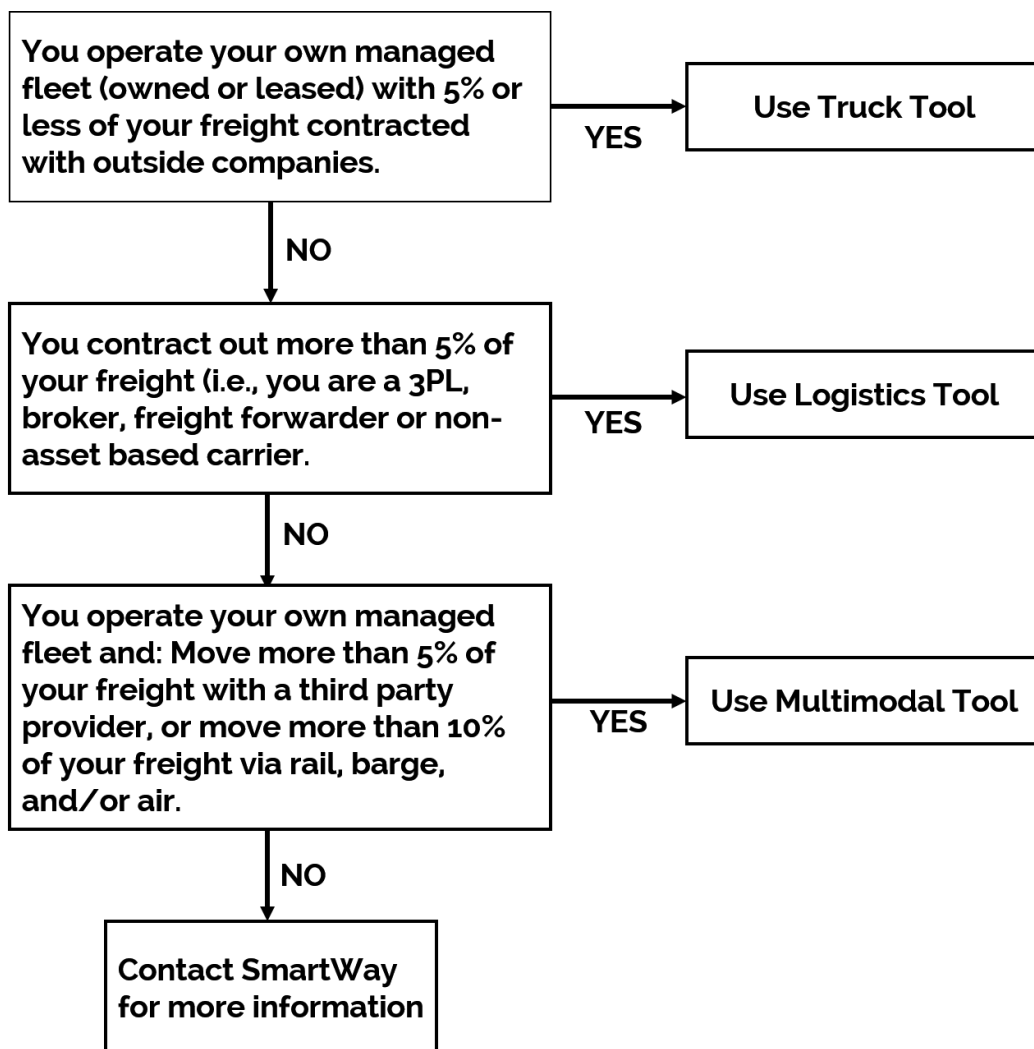 You operate your own managed
fleet (owned or leased) with 5% or
less of your freight contracted
with outside companies.
YES
Use Truck Tool
NO
You contract out more than 5% of
your freight (i.e., you are a 3PL,
broker, freight forwarder or non-
asset based carrier.
YES
Use Logistics Tool
NO
You operate your own managed
fleet and: Move more than 5% of
your freight with a third party
provider, or move more than 10%
of your freight via rail, barge,
and/or air.
YES
Use Multimodal Tool
NO
Contact SmartWay
for more information